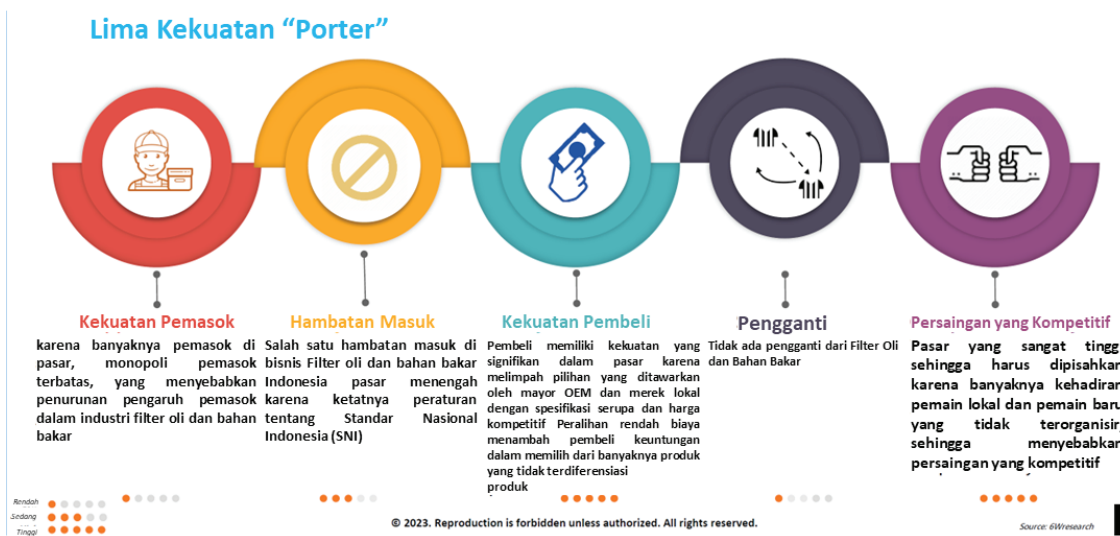 Lima Kekuatan “Porter”
Kekuatan Pemasok
karena banyaknya pemasok di
pasar, monopoli pemasok
terbatas, yang menyebabkan
penurunan pengaruh pemasok
dalam industri filter oli dan bahan
bakar
Hambatan Masuk
Salah satu hambatan masuk di
bisnis Filter oli dan bahan bakar
Indonesia pasar menengah
karena ketatnya peraturan
tentang Standar Nasional
Indonesia (SNI)
Kekuatan Pembeli
Pembeli memiliki kekuatan yang
signifikan dalam pasar karena
melimpah pilihan yang ditawarkan
oleh mayor OEM dan merek lokal
dengan spesifikasi serupa dan harga
kompetitif Peralihan rendah biaya
menambah pembeli keuntungan
dalam memilih dari banyaknya produk
yang tidak terdiferensiasi
produk
Pengganti
Tidak ada pengganti dari Filter Oli
dan Bahan Bakar
Persaingan yang Kompetitif
Pasar yang sangat tinggi
sehingga harus dipisahkan
karena banyaknya kehadiran
pemain lokal dan pemain baru
yang tidak terorganisir,
sehingga menyebabkan
persaingan yang kompetitif
Rendah
Sedang
Tinggi
© 2023. Reproduction is forbidden unless authorized. All rights reserved.
Source: 6Wresearch